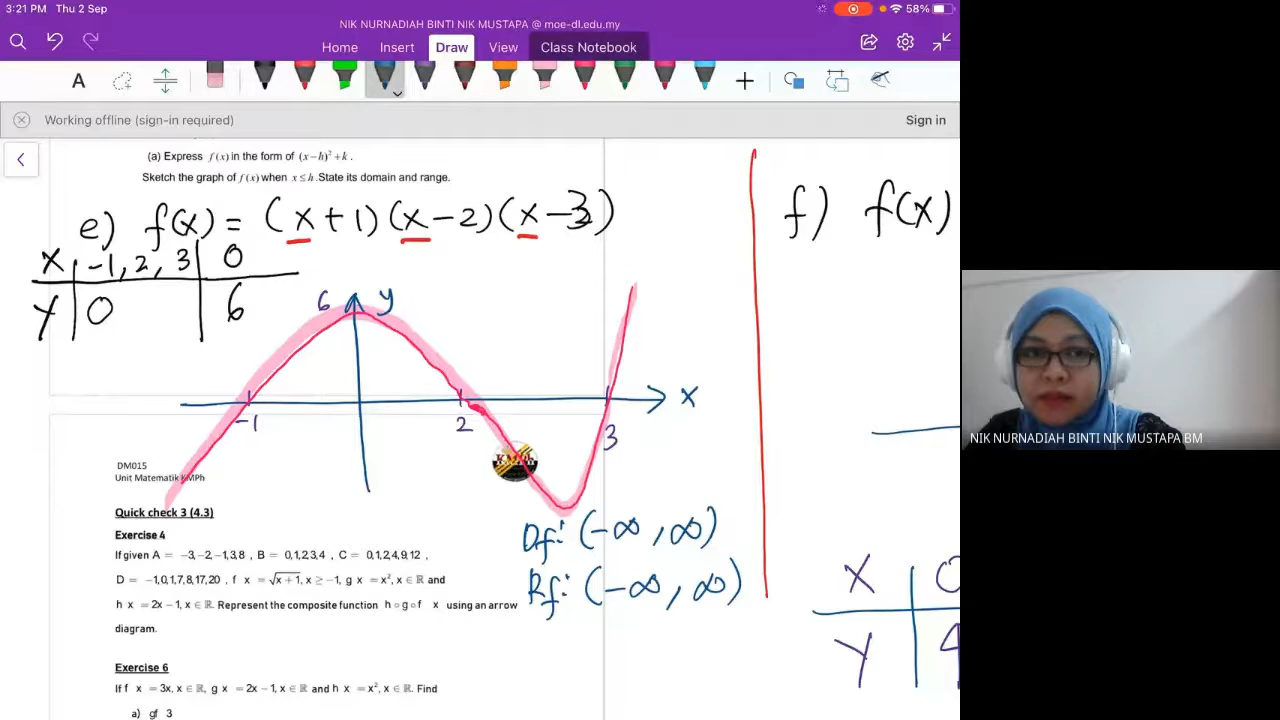 3:21 PM Thu 2 Sep
58%
NIK NURNADIAH BINTI NIK MUSTAPA @ moe-dl.edu.my
Home Insert Draw View Class Notebook
A
Working offline (sign-in required)
Sign in
(a) Express f(x) in the form of (x−h)²+k.
Sketch the graph of f(x) when x≤h. State its domain and range.
e) f(x) = (x+1)(x-2)(x-3)
x -1, 2, 3 0
y 0 6
6 y
x
-1 2 3
DM015
Unit Matematik KMPh
KMPh
Df: (-∞, ∞)
Rf: (-∞, ∞)
Quick check 3 (4.3)
Exercise 4
If given A = −3,−2,−1,3,8 , B = 0,1,2,3,4 , C = 0,1,2,4,9,12 ,
D = −1,0,1,7,8,17,20 , f x = √x+1, x ≥ −1, g x = x², x ∈ ℝ and
h x = 2x−1, x ∈ ℝ. Represent the composite function h∘g∘f x using an arrow
diagram.
Exercise 6
If f x = 3x, x ∈ ℝ, g x = 2x−1, x ∈ ℝ and h x = x², x ∈ ℝ. Find
a) gf 3
f) f(x)
x 0
y 4
NIK NURNADIAH BINTI NIK MUSTAPA BM